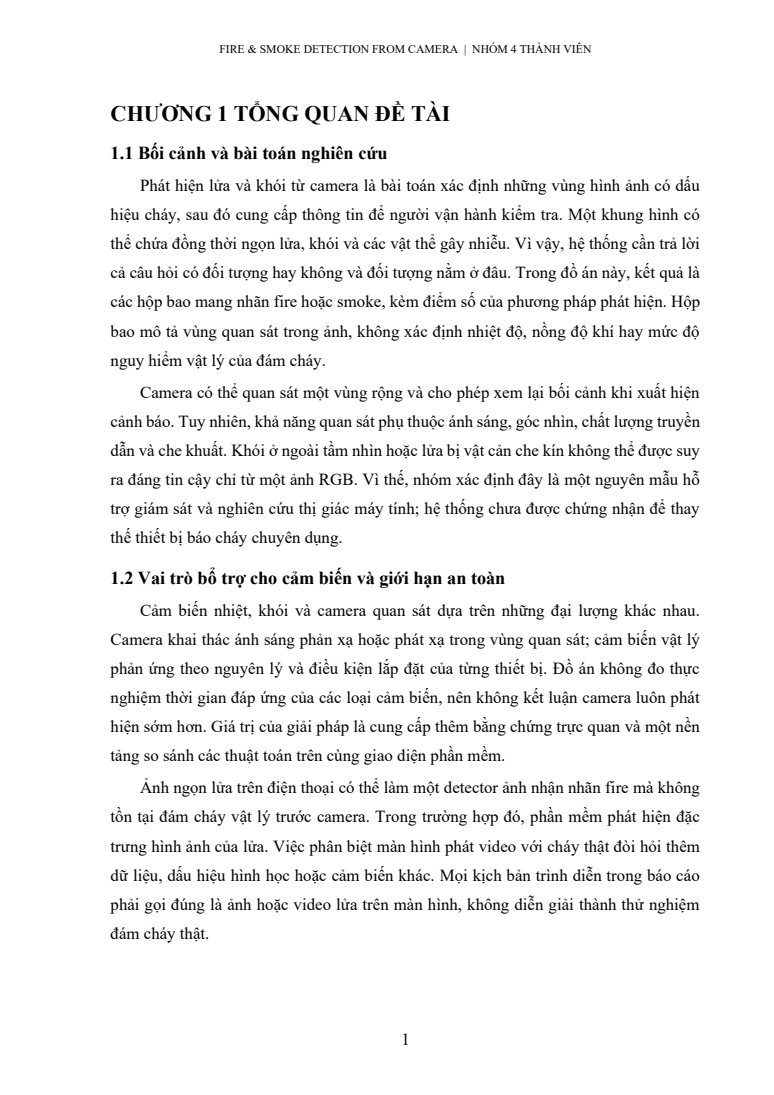 FIRE & SMOKE DETECTION FROM CAMERA | NHÓM 4 THÀNH VIÊN
CHƯƠNG 1 TỔNG QUAN ĐỀ TÀI
1.1 Bối cảnh và bài toán nghiên cứu
Phát hiện lửa và khói từ camera là bài toán xác định những vùng hình ảnh có dấu
hiệu cháy, sau đó cung cấp thông tin để người vận hành kiểm tra. Một khung hình có
thể chứa đồng thời ngọn lửa, khói và các vật thể gây nhiễu. Vì vậy, hệ thống cần trả lời
cả câu hỏi có đối tượng hay không và đối tượng nằm ở đâu. Trong đồ án này, kết quả là
các hộp bao mang nhãn fire hoặc smoke, kèm điểm số của phương pháp phát hiện. Hộp
bao mô tả vùng quan sát trong ảnh, không xác định nhiệt độ, nồng độ khí hay mức độ
nguy hiểm vật lý của đám cháy.
Camera có thể quan sát một vùng rộng và cho phép xem lại bối cảnh khi xuất hiện
cảnh báo. Tuy nhiên, khả năng quan sát phụ thuộc ánh sáng, góc nhìn, chất lượng truyền
dẫn và che khuất. Khói ở ngoài tầm nhìn hoặc lửa bị vật cản che kín không thể được suy
ra đáng tin cậy chỉ từ một ảnh RGB. Vì thế, nhóm xác định đây là một nguyên mẫu hỗ
trợ giám sát và nghiên cứu thị giác máy tính; hệ thống chưa được chứng nhận để thay
thế thiết bị báo cháy chuyên dụng.
1.2 Vai trò bổ trợ cho cảm biến và giới hạn an toàn
Cảm biến nhiệt, khói và camera quan sát dựa trên những đại lượng khác nhau.
Camera khai thác ánh sáng phản xạ hoặc phát xạ trong vùng quan sát; cảm biến vật lý
phản ứng theo nguyên lý và điều kiện lắp đặt của từng thiết bị. Đồ án không đo thực
nghiệm thời gian đáp ứng của các loại cảm biến, nên không kết luận camera luôn phát
hiện sớm hơn. Giá trị của giải pháp là cung cấp thêm bằng chứng trực quan và một nền
tảng so sánh các thuật toán trên cùng giao diện phần mềm.
Ảnh ngọn lửa trên điện thoại có thể làm một detector ảnh nhận nhãn fire mà không
tồn tại đám cháy vật lý trước camera. Trong trường hợp đó, phần mềm phát hiện đặc
trưng hình ảnh của lửa. Việc phân biệt màn hình phát video với cháy thật đòi hỏi thêm
dữ liệu, dấu hiệu hình học hoặc cảm biến khác. Mọi kịch bản trình diễn trong báo cáo
phải gọi đúng là ảnh hoặc video lửa trên màn hình, không diễn giải thành thử nghiệm
đám cháy thật.
1